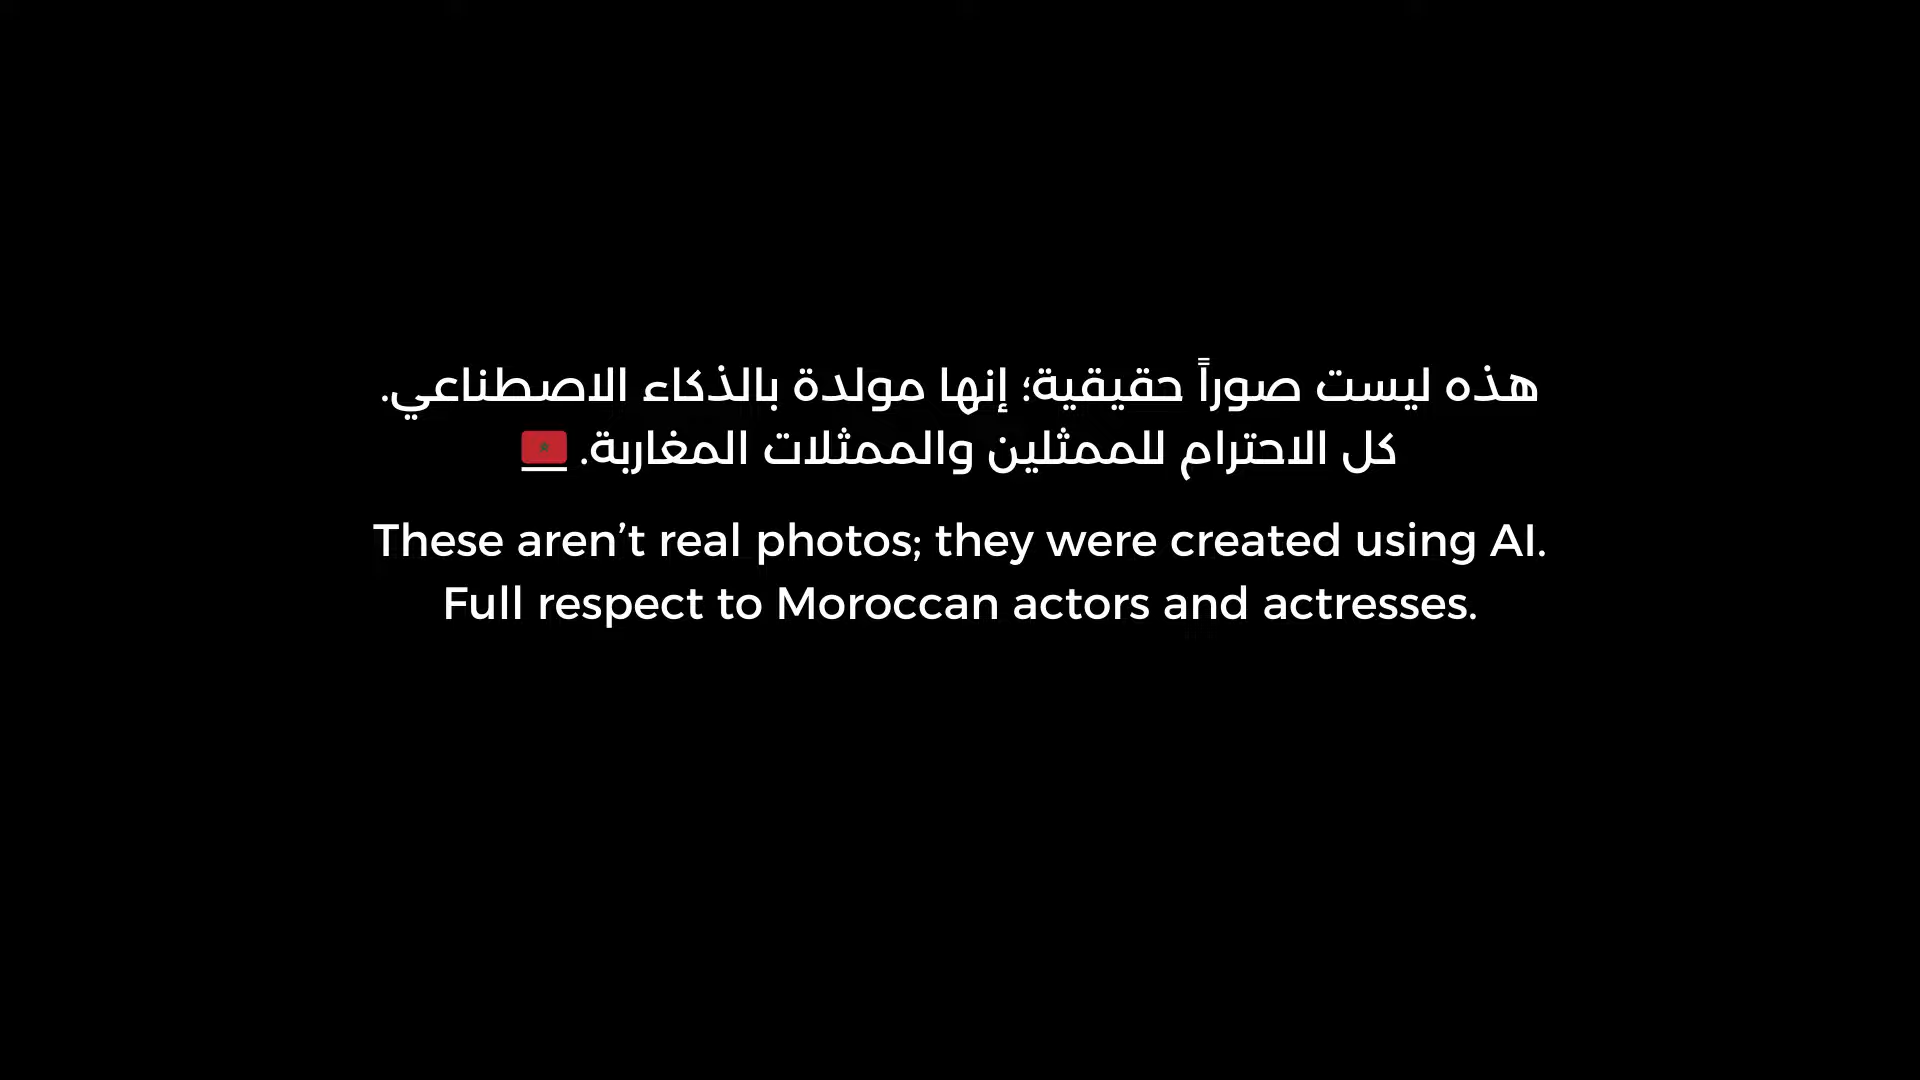 هذه ليست صوراً حقيقية؛ إنها مولدة بالذكاء الاصطناعي.
كل الاحترام للممثلين والممثلات المغاربة. 🇲🇦
These aren’t real photos; they were created using AI.
Full respect to Moroccan actors and actresses.